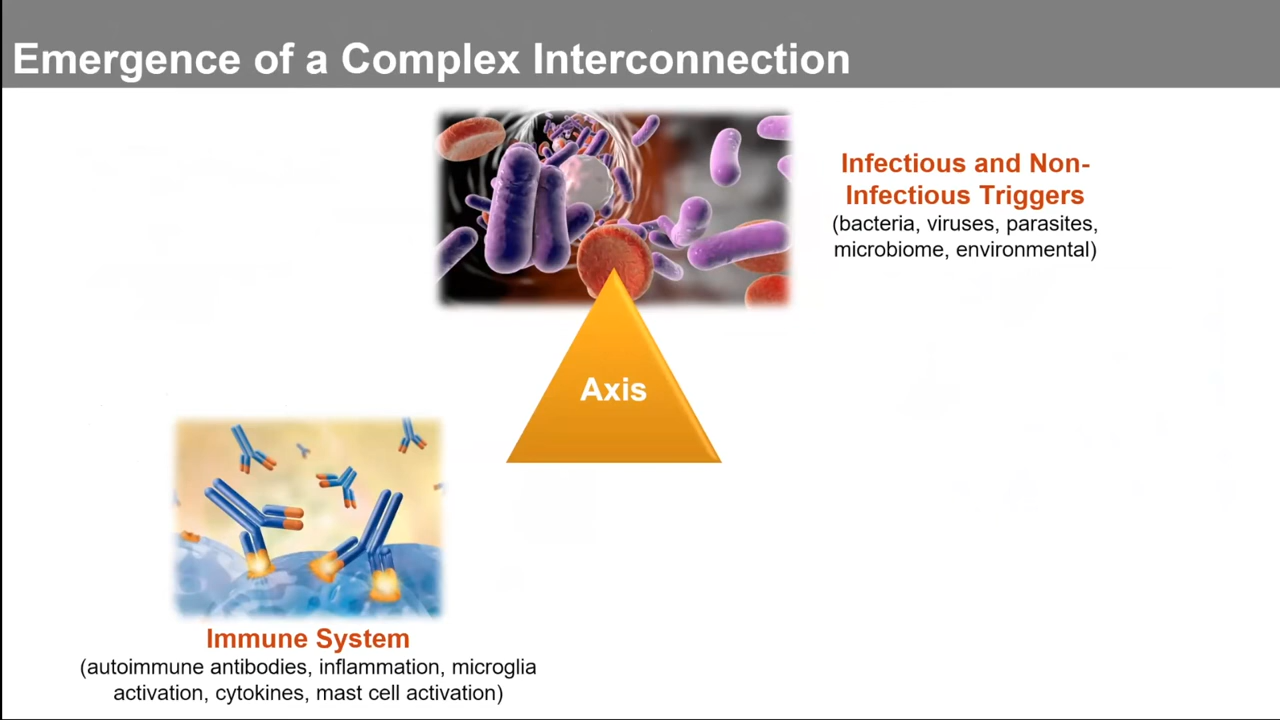 Emergence of a Complex Interconnection
Infectious and Non-
Infectious Triggers
(bacteria, viruses, parasites,
microbiome, environmental)
Axis
Immune System
(autoimmune antibodies, inflammation, microglia
activation, cytokines, mast cell activation)